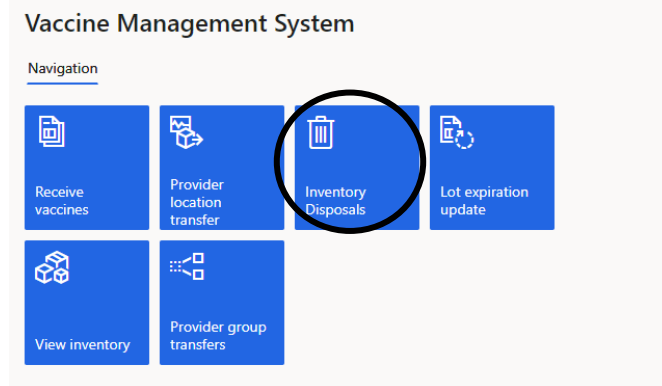 Vaccine Management System
Navigation
Receive
vaccines
Provider
location
transfer
Inventory
Disposals
Lot expiration
update
View inventory
Provider group
transfers